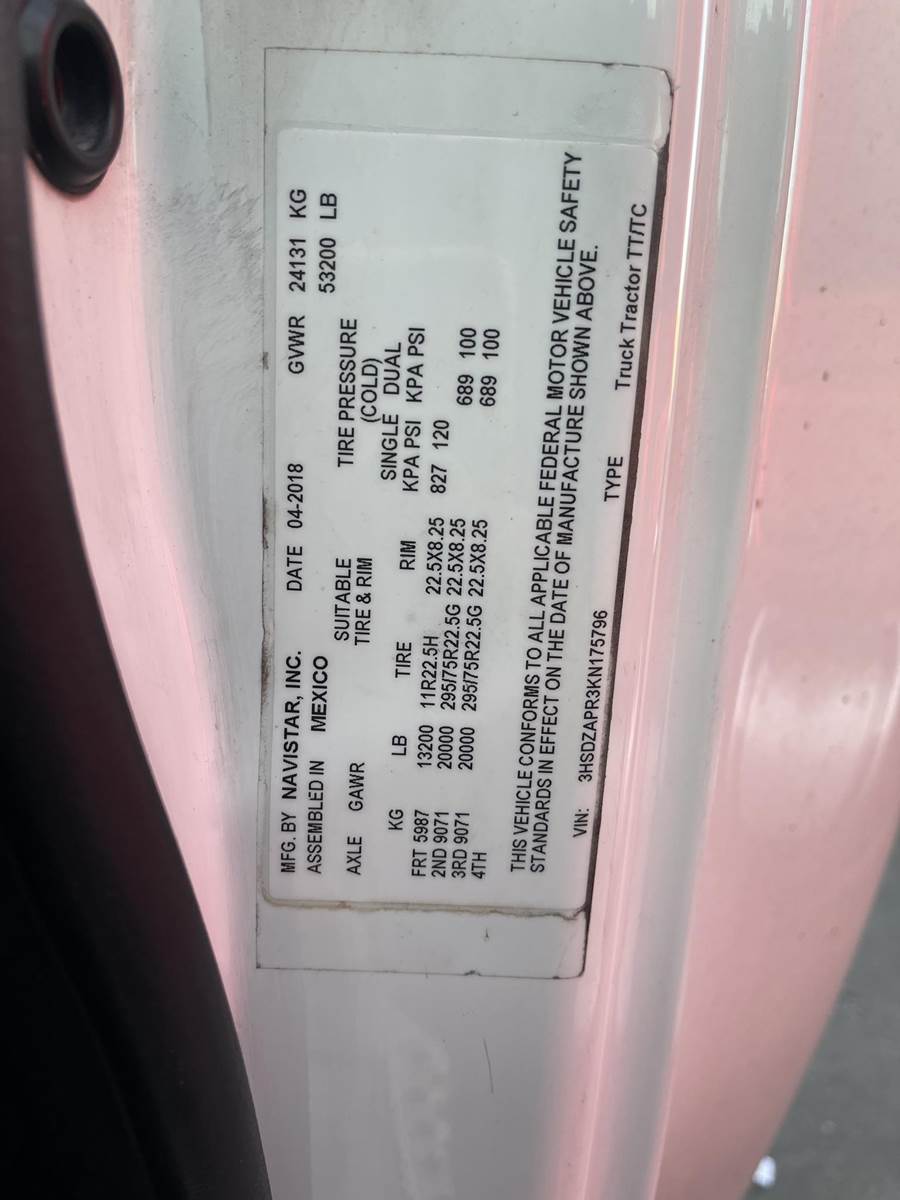 MFG. BY NAVISTAR, INC. DATE 04-2018 GVWR 24131 KG
ASSEMBLED IN MEXICO 53200 LB
AXLE GAWR SUITABLE TIRE PRESSURE
TIRE & RIM (COLD)
SINGLE DUAL
KG LB TIRE RIM KPA PSI KPA PSI
FRT 5987 13200 11R22.5H 22.5X8.25 827 120
2ND 9071 20000 295/75R22.5G 22.5X8.25 689 100
3RD 9071 20000 295/75R22.5G 22.5X8.25 689 100
4TH
THIS VEHICLE CONFORMS TO ALL APPLICABLE FEDERAL MOTOR VEHICLE SAFETY
STANDARDS IN EFFECT ON THE DATE OF MANUFACTURE SHOWN ABOVE.
VIN: 3HSDZAPR3KN175796 TYPE Truck Tractor TT/TC